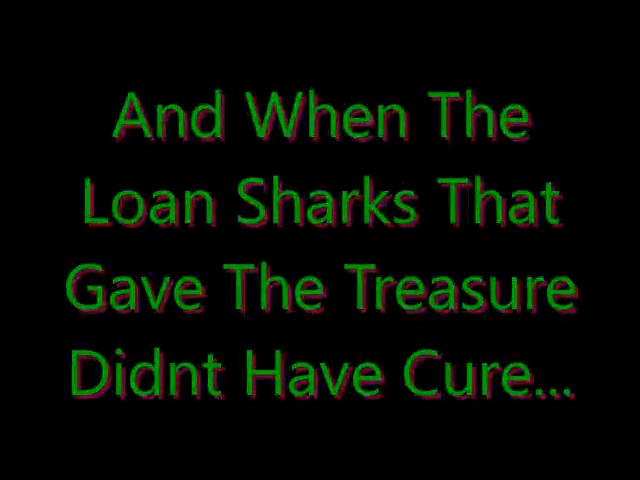 And When The
Loan Sharks That
Gave The Treasure
Didnt Have Cure...